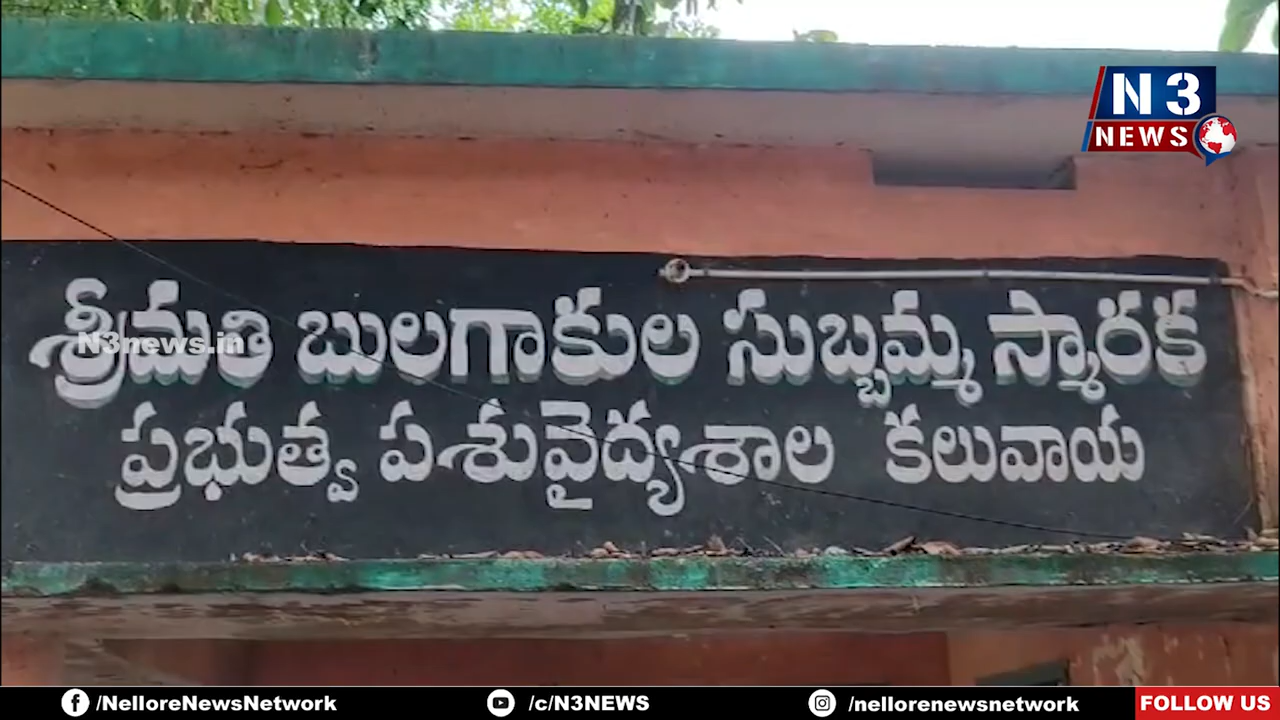 N3
NEWS
శ్రీమతి బులగాకుల సుబ్బమ్మ స్మారక
N3news.in
ప్రభుత్వ పశువైద్యశాల కలువాయ
/NelloreNewsNetwork /c/N3NEWS /nellorenewsnetwork FOLLOW US